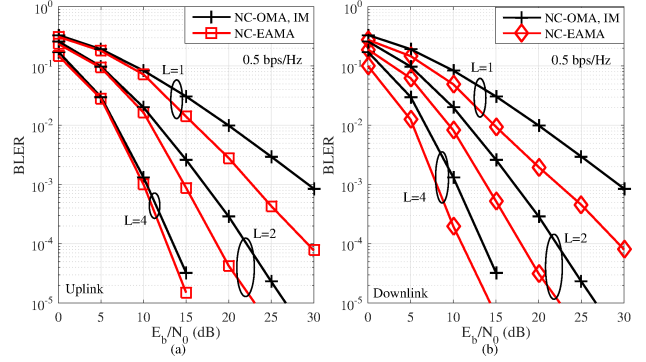 (a)
NC-OMA, IM
NC-EAMA
0.5 bps/Hz
L=1
L=4
L=2
Uplink
BLER
10^0
10^-1
10^-2
10^-3
10^-4
10^-5
0 5 10 15 20 25 30
E_b/N_0 (dB)
(a)
(b)
NC-OMA, IM
NC-EAMA
0.5 bps/Hz
L=1
L=4
L=2
Downlink
BLER
10^0
10^-1
10^-2
10^-3
10^-4
10^-5
0 5 10 15 20 25 30
E_b/N_0 (dB)
(b)